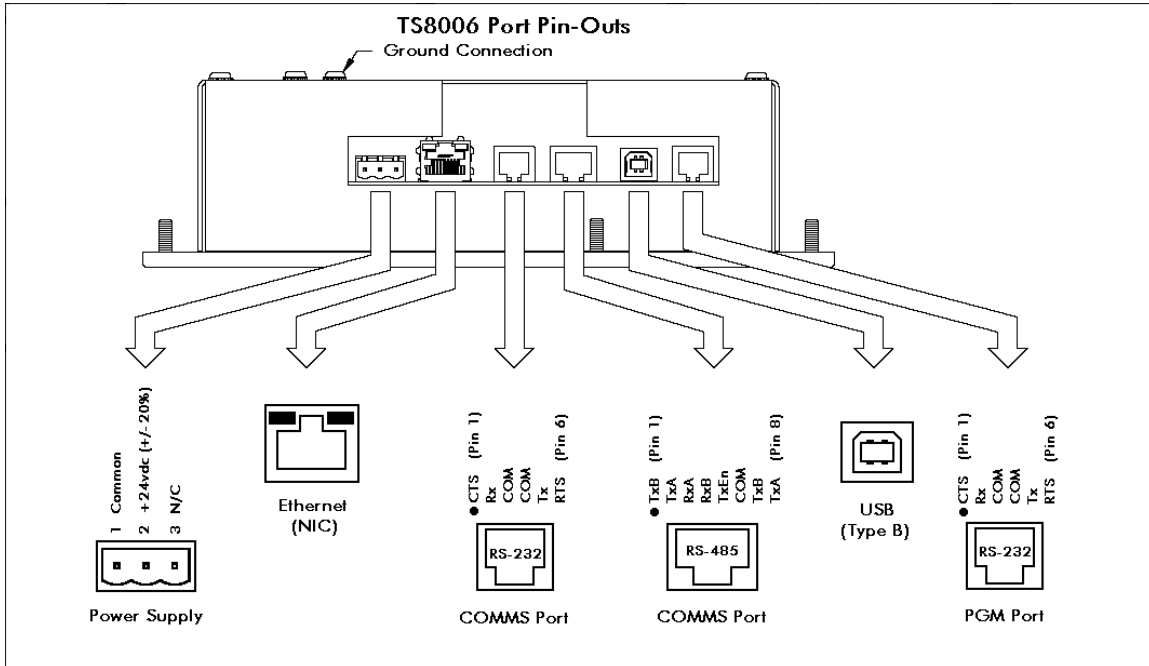 TS8006 Port Pin-Outs
Ground Connection
1 Common
2 +24vdc (+/- 20%)
3 N/C
Power Supply
Ethernet
(NIC)
CTS (Pin 1)
Rx
COM
COM
Tx
RTS (Pin 6)
RS-232
COMMS Port
TxB (Pin 1)
TxA
RxA
RxB
TxEn
COM
TxB
TxA (Pin 8)
RS-485
COMMS Port
USB
(Type B)
CTS (Pin 1)
Rx
COM
COM
Tx
RTS (Pin 6)
RS-232
PGM Port